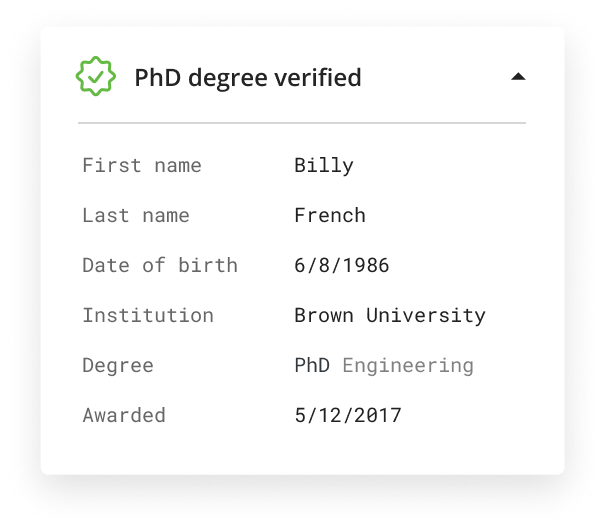 PhD degree verified
First name Billy
Last name French
Date of birth 6/8/1986
Institution Brown University
Degree PhD Engineering
Awarded 5/12/2017